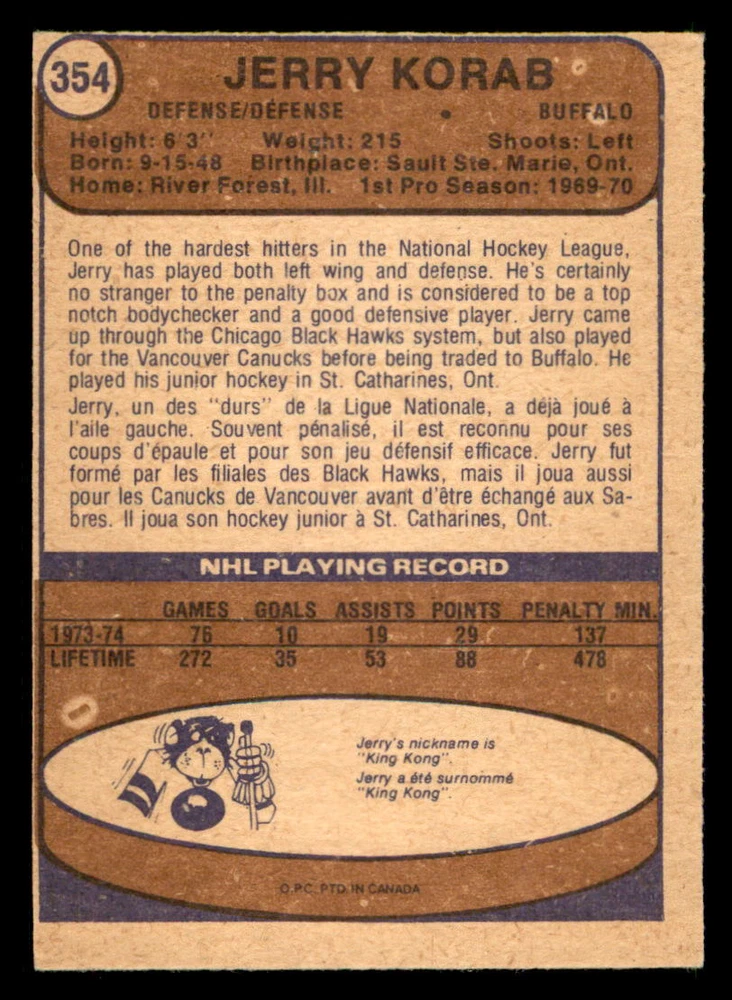 354
JERRY KORAB
DEFENSE/DÉFENSE • BUFFALO
Height: 6'3" Weight: 215 Shoots: Left
Born: 9-15-48 Birthplace: Sault Ste. Marie, Ont.
Home: River Forest, Ill. 1st Pro Season: 1969-70
One of the hardest hitters in the National Hockey League,
Jerry has played both left wing and defense. He's certainly
no stranger to the penalty box and is considered to be a top
notch bodychecker and a good defensive player. Jerry came
up through the Chicago Black Hawks system, but also played
for the Vancouver Canucks before being traded to Buffalo. He
played his junior hockey in St. Catharines, Ont.
Jerry, un des "durs" de la Ligue Nationale, a déjà joué à
l'aile gauche. Souvent pénalisé, il est reconnu pour ses
coups d'épaule et pour son jeu défensif efficace. Jerry fut
formé par les filiales des Black Hawks, mais il joua aussi
pour les Canucks de Vancouver avant d'être échangé aux Sa-
bres. Il joua son hockey junior à St. Catharines, Ont.
NHL PLAYING RECORD
GAMES GOALS ASSISTS POINTS PENALTY MIN.
1973-74 76 10 19 29 137
LIFETIME 272 35 53 88 478
Jerry's nickname is
"King Kong".
Jerry a été surnommé
"King Kong".
O.P.C. PTD. IN CANADA